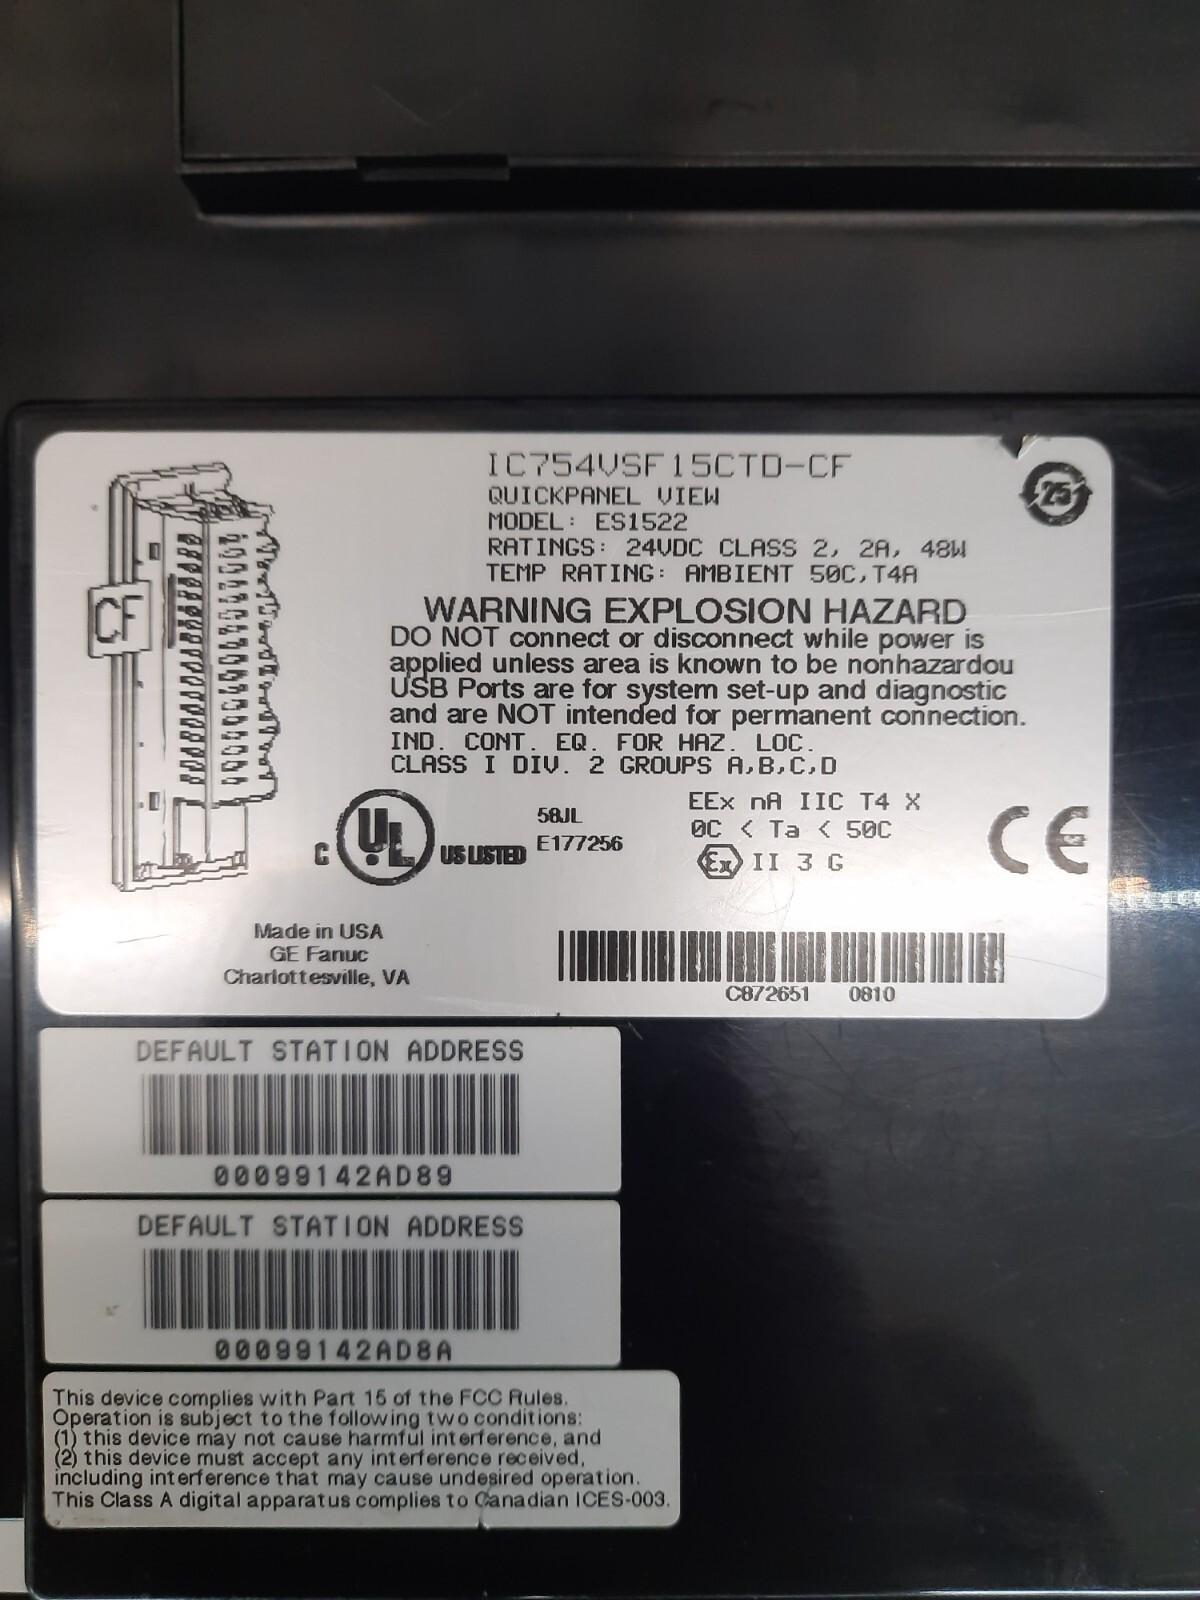 IC754VSF15CTD-CF
QUICKPANEL VIEW
MODEL: ES1522
RATINGS: 24VDC CLASS 2, 2A, 48W
TEMP RATING: AMBIENT 50C,T4A
25
CF
WARNING EXPLOSION HAZARD
DO NOT connect or disconnect while power is
applied unless area is known to be nonhazardou
USB Ports are for system set-up and diagnostic
and are NOT intended for permanent connection.
IND. CONT. EQ. FOR HAZ. LOC.
CLASS I DIV. 2 GROUPS A,B,C,D
C UL US LISTED
58JL
E177256
EEx nA IIC T4 X
0C < Ta < 50C
Ex II 3 G
CE
Made in USA
GE Fanuc
Charlottesville, VA
C872651 0810
DEFAULT STATION ADDRESS
00099142AD89
DEFAULT STATION ADDRESS
00099142AD8A
This device complies with Part 15 of the FCC Rules.
Operation is subject to the following two conditions:
(1) this device may not cause harmful interference, and
(2) this device must accept any interference received,
including interference that may cause undesired operation.
This Class A digital apparatus complies to Canadian ICES-003.